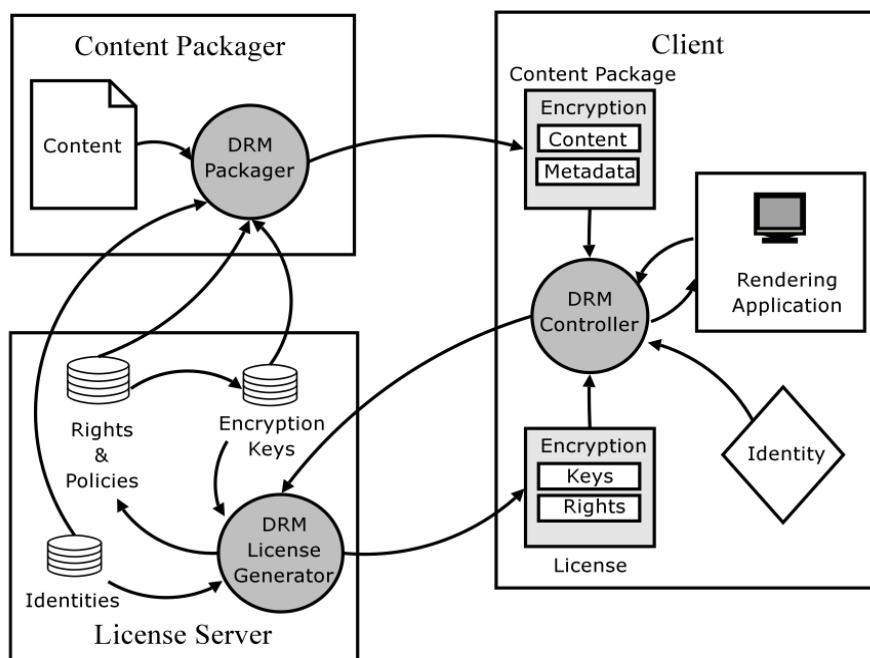 Content Packager
Content
DRM
Packager
Rights
&
Policies
Encryption
Keys
Identities
DRM
License
Generator
License Server
Client
Content Package
Encryption
Content
Metadata
DRM
Controller
Rendering
Application
Identity
Encryption
Keys
Rights
License